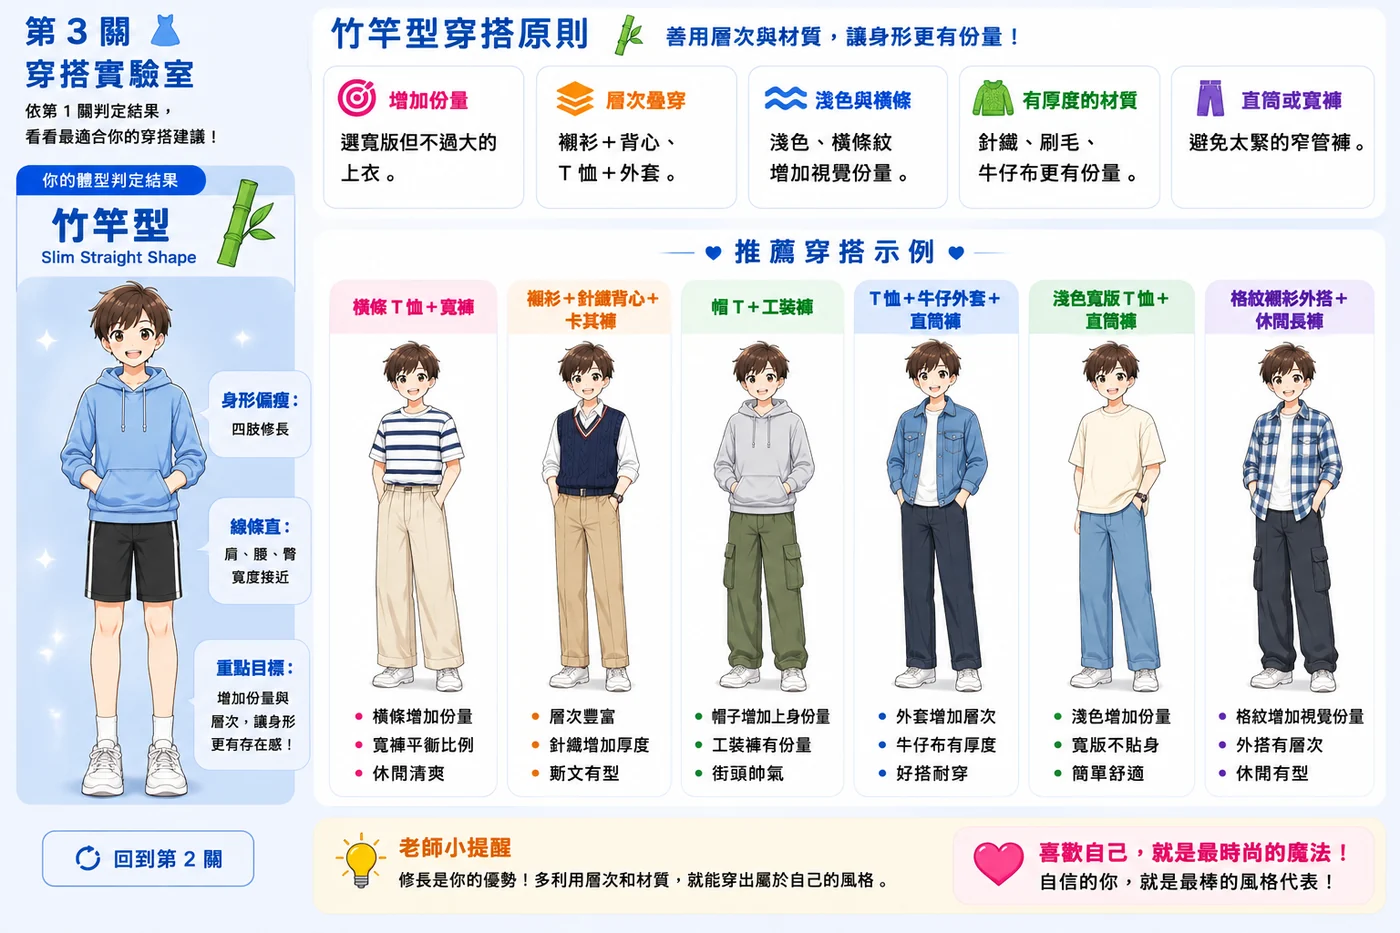 第 3 關
穿搭實驗室
依第 1 關判定結果，
看看最適合你的穿搭建議！
你的體型判定結果
竹竿型
Slim Straight Shape
身形偏瘦：
四肢修長
線條直：
肩、腰、臀
寬度接近
重點目標：
增加份量與
層次，讓身形
更有存在感！
回到第 2 關
竹竿型穿搭原則
善用層次與材質，讓身形更有份量！
增加份量
選寬版但不過大的
上衣。
層次疊穿
襯衫＋背心、
T 恤＋外套。
淺色與橫條
淺色、橫條紋
增加視覺份量。
有厚度的材質
針織、刷毛、
牛仔布更有份量。
直筒或寬褲
避免太緊的窄管褲。
推薦穿搭示例
橫條 T 恤＋寬褲
橫條增加份量
寬褲平衡比例
休閒清爽
襯衫＋針織背心＋
卡其褲
層次豐富
針織增加厚度
斯文有型
帽 T＋工裝褲
帽子增加上身份量
工裝褲有份量
街頭帥氣
T 恤＋牛仔外套＋
直筒褲
外套增加層次
牛仔布有厚度
好搭耐穿
淺色寬版 T 恤＋
直筒褲
淺色增加份量
寬版不貼身
簡單舒適
格紋襯衫外搭＋
休閒長褲
格紋增加視覺份量
外搭有層次
休閒有型
老師小提醒
修長是你的優勢！多利用層次和材質，就能穿出屬於自己的風格。
喜歡自己，就是最時尚的魔法！
自信的你，就是最棒的風格代表！